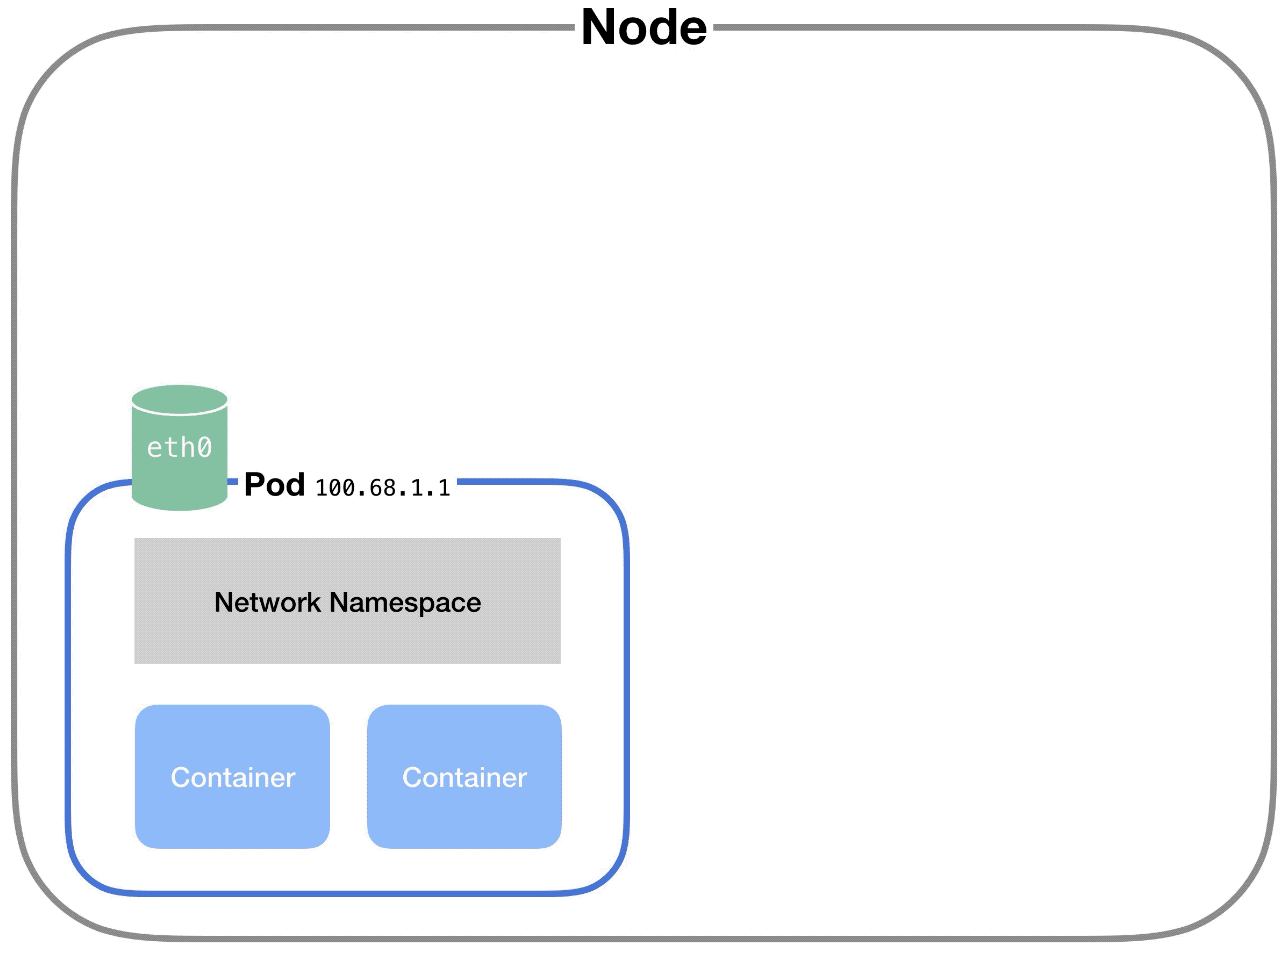 Node
eth0
Pod 100.68.1.1
Network Namespace
Container
Container